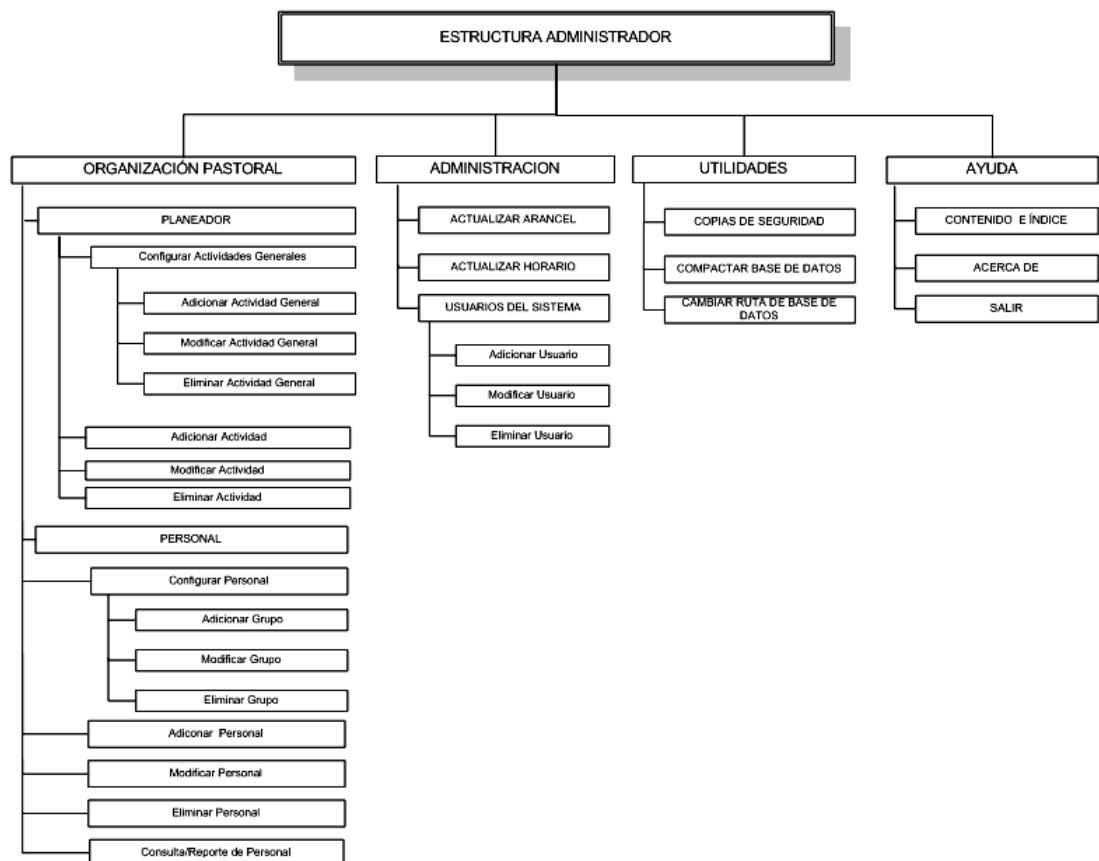 ESTRUCTURA ADMINISTRADOR
ORGANIZACIÓN PASTORAL
PLANEADOR
Configurar Actividades Generales
Adicionar Actividad General
Modificar Actividad General
Eliminar Actividad General
Adicionar Actividad
Modificar Actividad
Eliminar Actividad
PERSONAL
Configurar Personal
Adicionar Grupo
Modificar Grupo
Eliminar Grupo
Adiconar Personal
Modificar Personal
Eliminar Personal
Consulta/Reporte de Personal
ADMINISTRACION
ACTUALIZAR ARANCEL
ACTUALIZAR HORARIO
USUARIOS DEL SISTEMA
Adicionar Usuario
Modificar Usuario
Eliminar Usuario
UTILIDADES
COPIAS DE SEGURIDAD
COMPACTAR BASE DE DATOS
CAMBIAR RUTA DE BASE DE
DATOS
AYUDA
CONTENIDO E ÍNDICE
ACERCA DE
SALIR